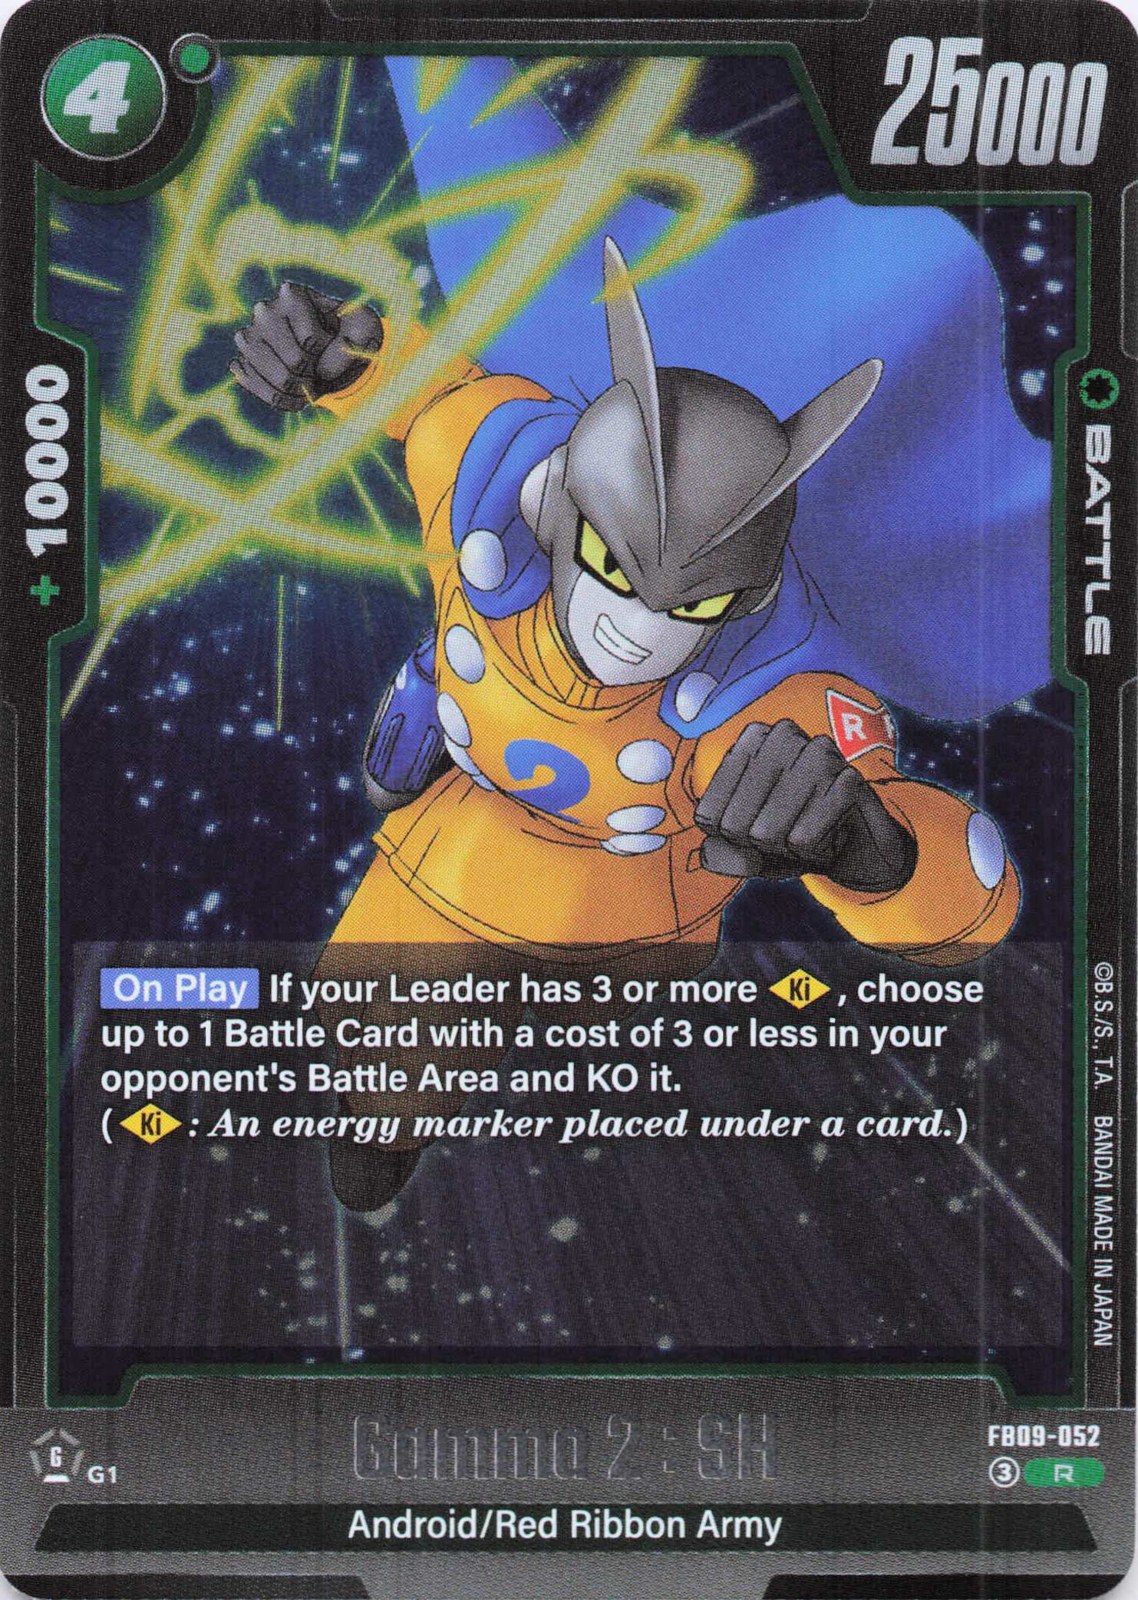 4
25000
+ 10000
BATTLE
2
R R
On Play If your Leader has 3 or more Ki , choose
up to 1 Battle Card with a cost of 3 or less in your
opponent's Battle Area and KO it.
( Ki : An energy marker placed under a card.)
©B.S./S., T.A BANDAI MADE IN JAPAN
Gamma 2 : SH
FB09-052
G G1
3 R
Android/Red Ribbon Army